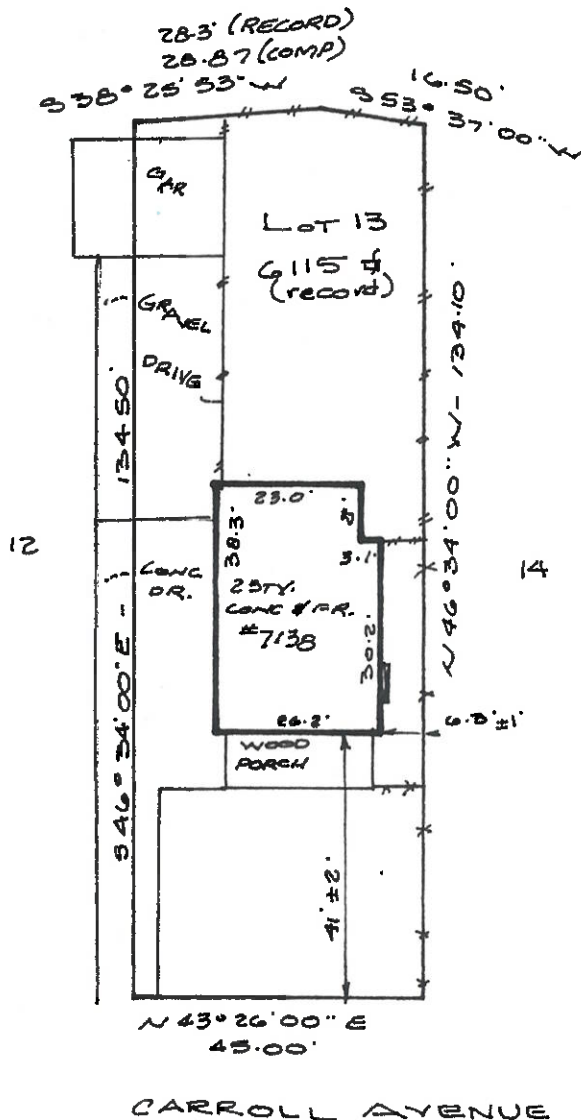 28.3' (RECORD)
28.87 (COMP)
S 38° 25' 53" W
16.50'
S 53° 37' 00" W
GAR
LOT 13
6115
(record)
GRAVEL
DRIVE
S 46° 34' 00" E - 134.50'
N 46° 34' 00" W - 134.10'
23.0'
8.'
3.1'
38.3'
12
CONC.
DR.
2STY.
CONC & FR.
#7138
30.2'
14
26.2'
6.8' ±1'
WOOD
PORCH
41' ±2'
N 43° 26' 00" E
45.00'
CARROLL AVENUE